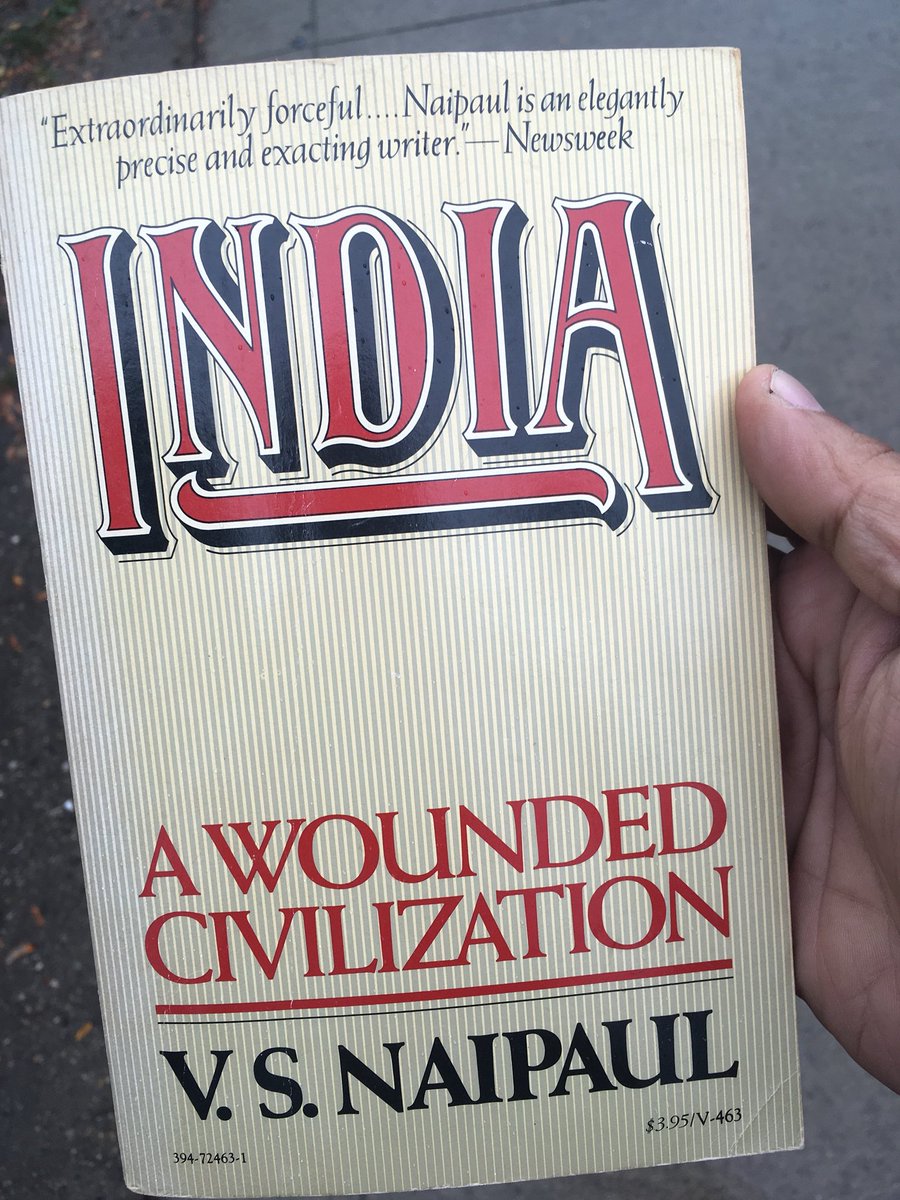 "Extraordinarily forceful....Naipaul is an elegantly
precise and exacting writer."—Newsweek
INDIA
A WOUNDED
CIVILIZATION
V. S. NAIPAUL
$3.95/V-463
394-72463-1